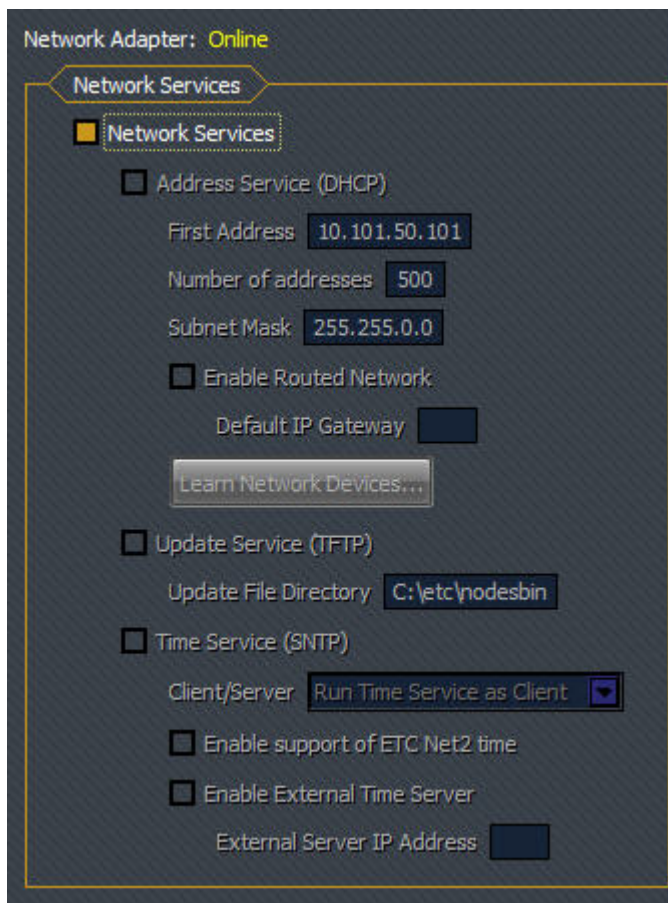 Network Adapter: Online
Network Services
Network Services
Address Service (DHCP)
First Address 10.101.50.101
Number of addresses 500
Subnet Mask 255.255.0.0
Enable Routed Network
Default IP Gateway
Learn Network Devices...
Update Service (TFTP)
Update File Directory C:\etc\nodesbin
Time Service (SNTP)
Client/Server Run Time Service as Client
Enable support of ETC Net2 time
Enable External Time Server
External Server IP Address